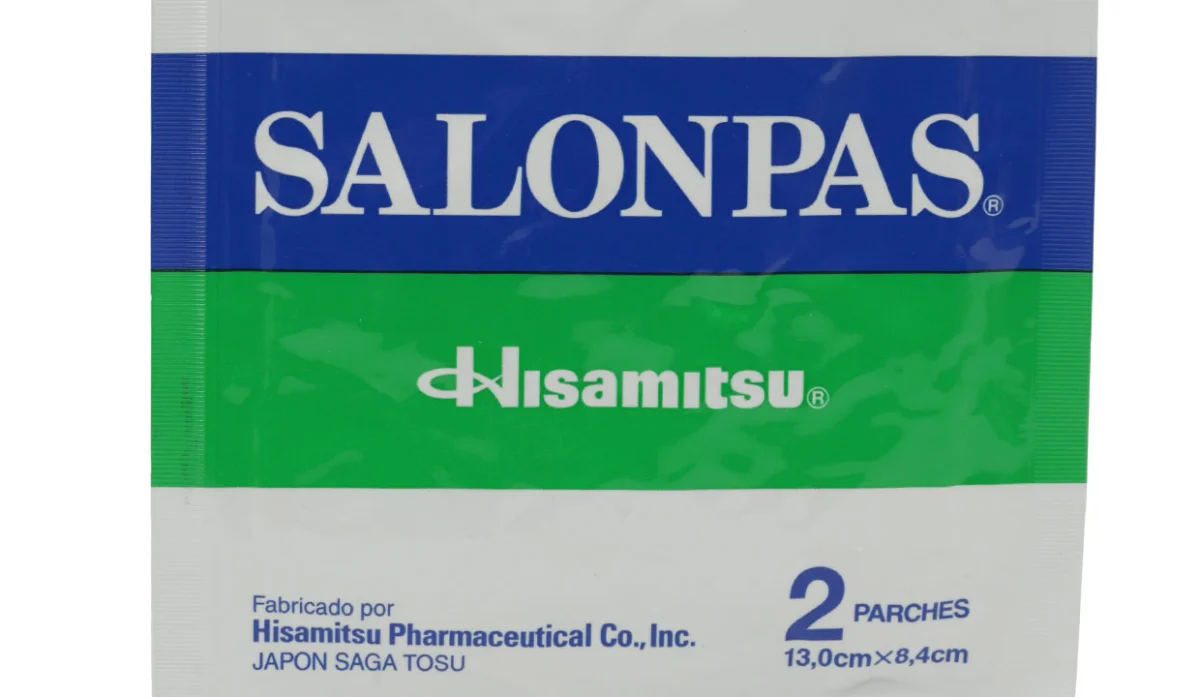 SALONPAS®
Hisamitsu®
Fabricado por
Hisamitsu Pharmaceutical Co., Inc.
JAPON SAGA TOSU
2 PARCHES
13,0cm×8,4cm